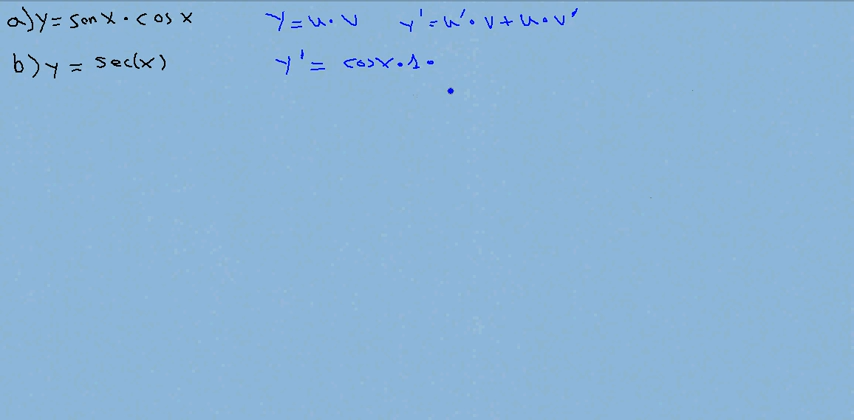 a) y = sen x · cos x y = u · v y' = u' · v + u · v'
b) y = sec(x) y' = cos x · 1 ·